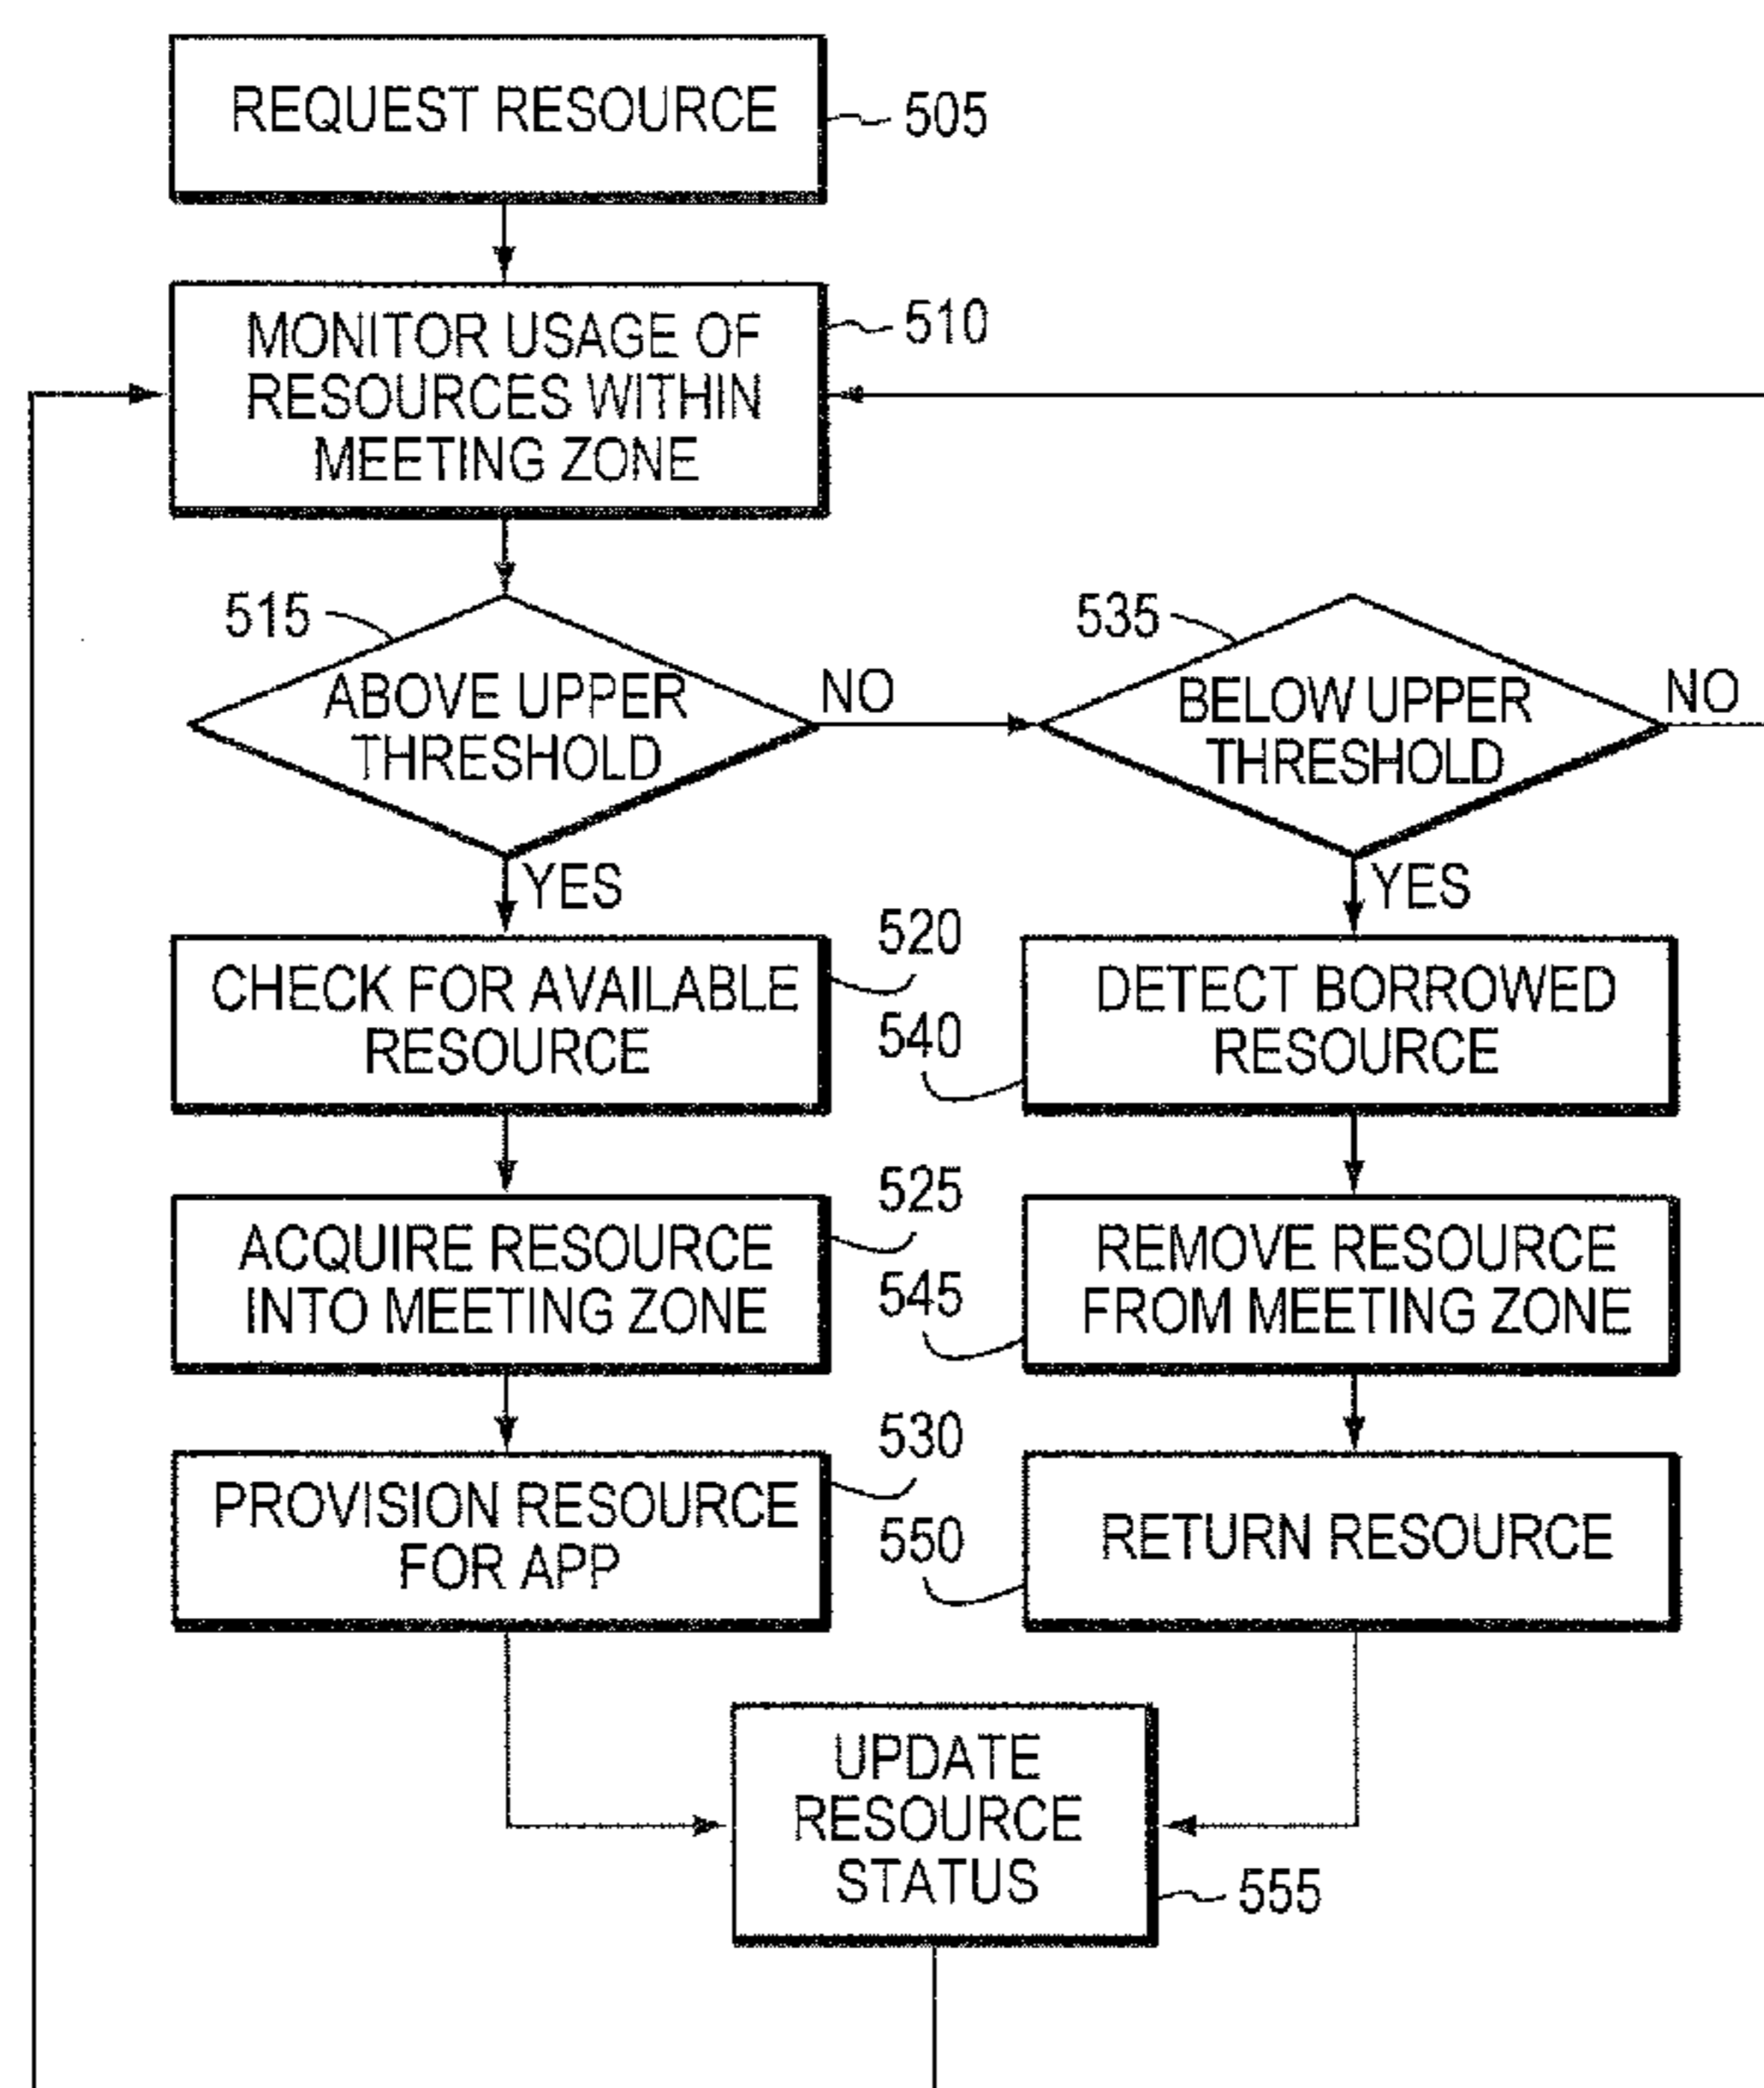 REQUEST RESOURCE
505
MONITOR USAGE OF
RESOURCES WITHIN
MEETING ZONE
510
515
ABOVE UPPER
THRESHOLD
NO
535
BELOW UPPER
THRESHOLD
NO
YES
YES
CHECK FOR AVAILABLE
RESOURCE
520
540
DETECT BORROWED
RESOURCE
ACQUIRE RESOURCE
INTO MEETING ZONE
525
545
REMOVE RESOURCE
FROM MEETING ZONE
PROVISION RESOURCE
FOR APP
530
550
RETURN RESOURCE
UPDATE
RESOURCE
STATUS
555